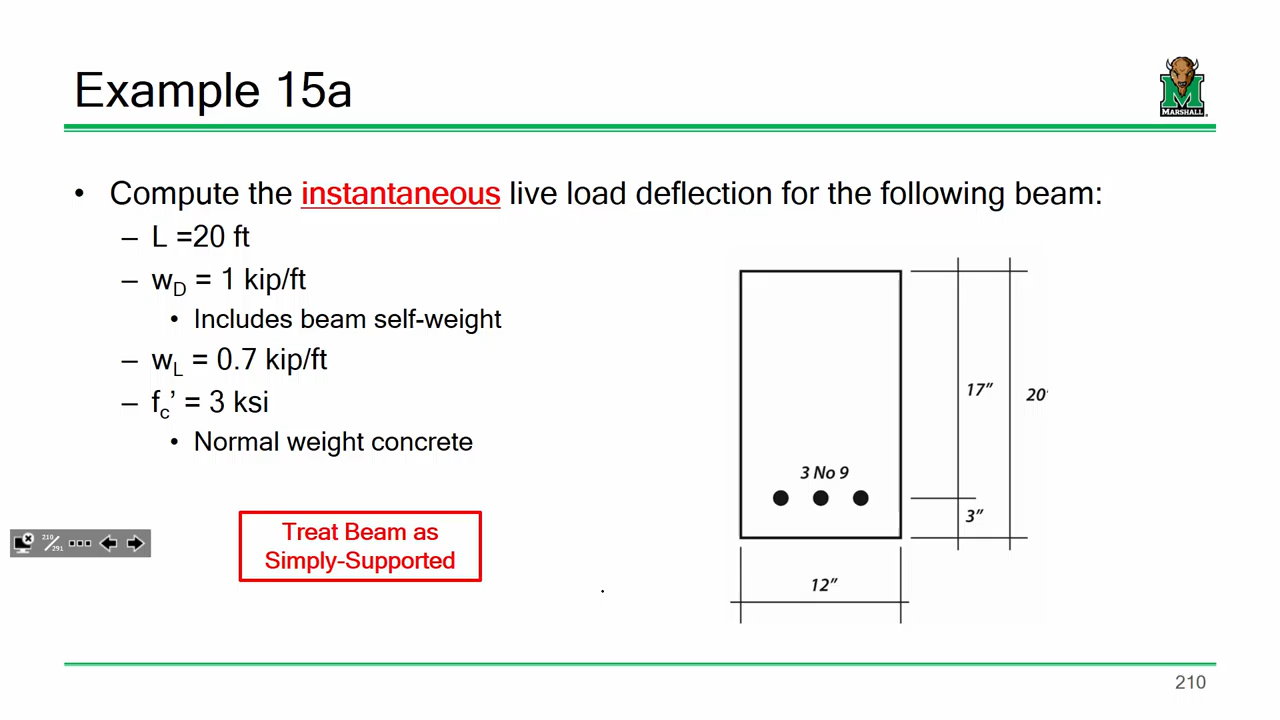 Example 15a
MARSHALL
• Compute the instantaneous live load deflection for the following beam:
– L =20 ft
– wD = 1 kip/ft
• Includes beam self-weight
– wL = 0.7 kip/ft
– fc’ = 3 ksi
• Normal weight concrete
Treat Beam as
Simply-Supported
3 No 9
17”
20'
3”
12”
210/291
210